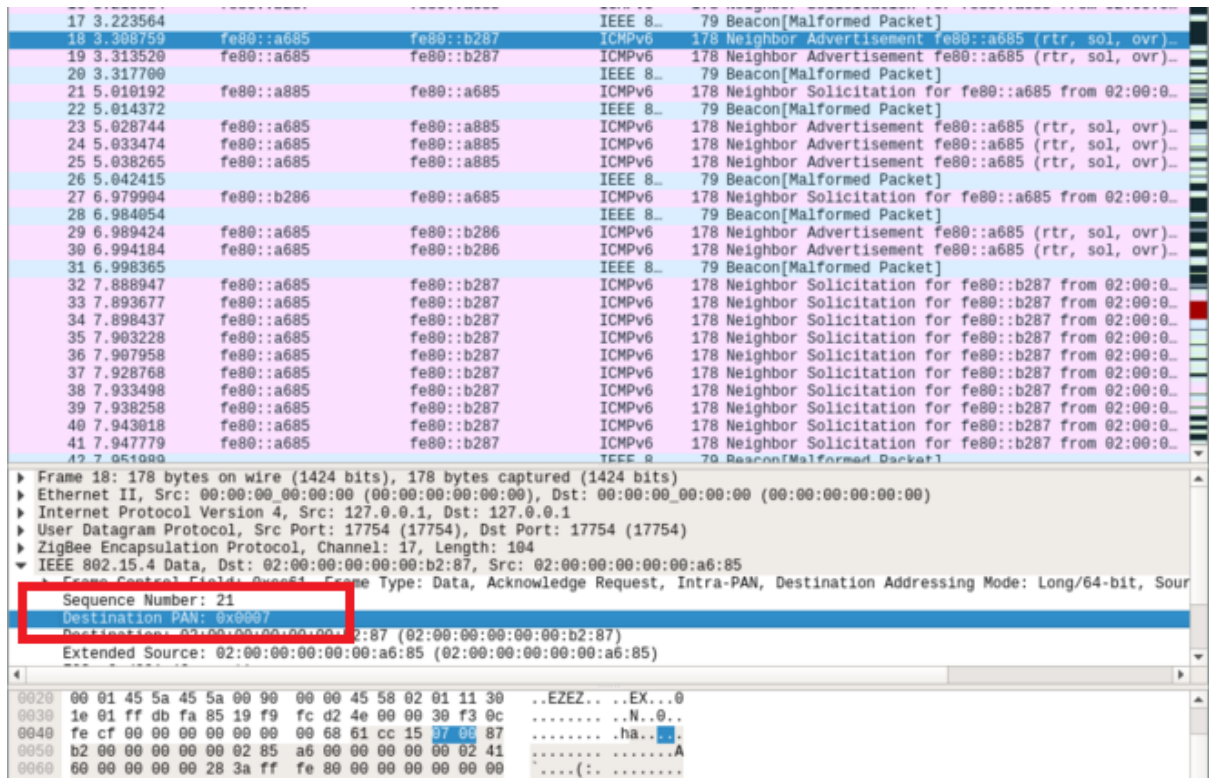 17 3.223564 IEEE 8… 79 Beacon[Malformed Packet]
18 3.308759 fe80::a685 fe80::b287 ICMPv6 178 Neighbor Advertisement fe80::a685 (rtr, sol, ovr)…
19 3.313520 fe80::a685 fe80::b287 ICMPv6 178 Neighbor Advertisement fe80::a685 (rtr, sol, ovr)…
20 3.317700 IEEE 8… 79 Beacon[Malformed Packet]
21 5.010192 fe80::a885 fe80::a685 ICMPv6 178 Neighbor Solicitation for fe80::a685 from 02:00:0…
22 5.014372 IEEE 8… 79 Beacon[Malformed Packet]
23 5.028744 fe80::a685 fe80::a885 ICMPv6 178 Neighbor Advertisement fe80::a685 (rtr, sol, ovr)…
24 5.033474 fe80::a685 fe80::a885 ICMPv6 178 Neighbor Advertisement fe80::a685 (rtr, sol, ovr)…
25 5.038265 fe80::a685 fe80::a885 ICMPv6 178 Neighbor Advertisement fe80::a685 (rtr, sol, ovr)…
26 5.042415 IEEE 8… 79 Beacon[Malformed Packet]
27 6.979904 fe80::b286 fe80::a685 ICMPv6 178 Neighbor Solicitation for fe80::a685 from 02:00:0…
28 6.984054 IEEE 8… 79 Beacon[Malformed Packet]
29 6.989424 fe80::a685 fe80::b286 ICMPv6 178 Neighbor Advertisement fe80::a685 (rtr, sol, ovr)…
30 6.994184 fe80::a685 fe80::b286 ICMPv6 178 Neighbor Advertisement fe80::a685 (rtr, sol, ovr)…
31 6.998365 IEEE 8… 79 Beacon[Malformed Packet]
32 7.888947 fe80::a685 fe80::b287 ICMPv6 178 Neighbor Solicitation for fe80::b287 from 02:00:0…
33 7.893677 fe80::a685 fe80::b287 ICMPv6 178 Neighbor Solicitation for fe80::b287 from 02:00:0…
34 7.898437 fe80::a685 fe80::b287 ICMPv6 178 Neighbor Solicitation for fe80::b287 from 02:00:0…
35 7.903228 fe80::a685 fe80::b287 ICMPv6 178 Neighbor Solicitation for fe80::b287 from 02:00:0…
36 7.907958 fe80::a685 fe80::b287 ICMPv6 178 Neighbor Solicitation for fe80::b287 from 02:00:0…
37 7.928768 fe80::a685 fe80::b287 ICMPv6 178 Neighbor Solicitation for fe80::b287 from 02:00:0…
38 7.933498 fe80::a685 fe80::b287 ICMPv6 178 Neighbor Solicitation for fe80::b287 from 02:00:0…
39 7.938258 fe80::a685 fe80::b287 ICMPv6 178 Neighbor Solicitation for fe80::b287 from 02:00:0…
40 7.943018 fe80::a685 fe80::b287 ICMPv6 178 Neighbor Solicitation for fe80::b287 from 02:00:0…
41 7.947779 fe80::a685 fe80::b287 ICMPv6 178 Neighbor Solicitation for fe80::b287 from 02:00:0…
42 7.951989 IEEE 8 79 Beacon[Malformed Packet]
Frame 18: 178 bytes on wire (1424 bits), 178 bytes captured (1424 bits)
Ethernet II, Src: 00:00:00_00:00:00 (00:00:00:00:00:00), Dst: 00:00:00_00:00:00 (00:00:00:00:00:00)
Internet Protocol Version 4, Src: 127.0.0.1, Dst: 127.0.0.1
User Datagram Protocol, Src Port: 17754 (17754), Dst Port: 17754 (17754)
ZigBee Encapsulation Protocol, Channel: 17, Length: 104
IEEE 802.15.4 Data, Dst: 02:00:00:00:00:00:b2:87, Src: 02:00:00:00:00:00:a6:85
Frame Control Field: 0xcc61, Frame Type: Data, Acknowledge Request, Intra-PAN, Destination Addressing Mode: Long/64-bit, Sour
Sequence Number: 21
Destination PAN: 0x0007
Destination: 02:00:00:00:00:00:b2:87 (02:00:00:00:00:00:b2:87)
Extended Source: 02:00:00:00:00:00:a6:85 (02:00:00:00:00:00:a6:85)
0020 00 01 45 5a 45 5a 00 90 00 00 45 58 02 01 11 30 ..EZEZ.. ..EX...0
0030 1e 01 ff db fa 85 19 f9 fc d2 4e 00 00 30 f3 0c ........ ..N..0..
0040 fe cf 00 00 00 00 00 00 00 68 61 cc 15 07 00 87 ........ .ha.....
0050 b2 00 00 00 00 00 02 85 a6 00 00 00 00 00 02 41 ........ .......A
0060 60 00 00 00 00 28 3a ff fe 80 00 00 00 00 00 00 `....(:. ........